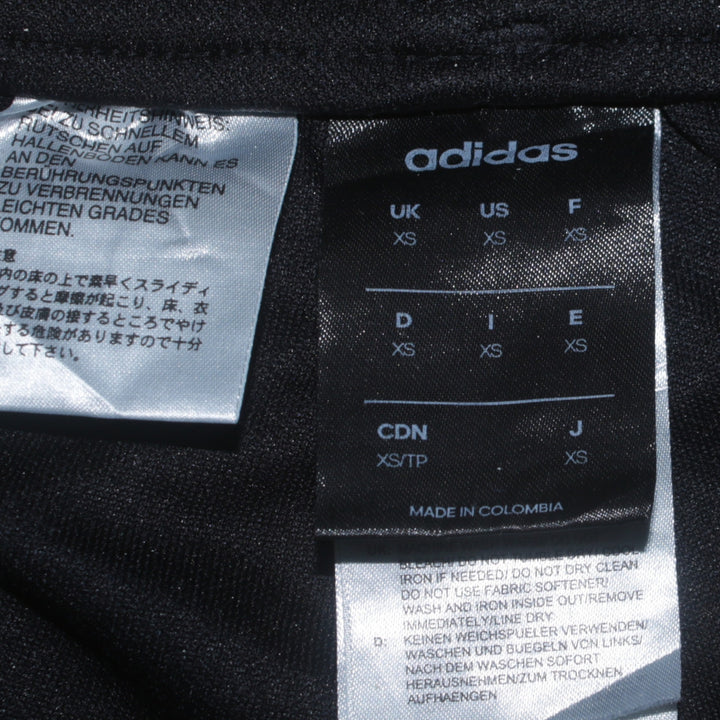 ZU SCHNELLEM
RUTSCHEN AUF
HALLENBÖDEN KANN ES
AN DEN
BERÜHRUNGSPUNKTEN
ZU VERBRENNUNGEN
LEICHTEN GRADES
KOMMEN.
注意
内の床の上で素早くスライディ
グすると摩擦が起こり、床、衣
及び皮膚の接するところでやけ
する危険がありますので十分
して下さい。
adidas
UK US F
XS XS XS
D I E
XS XS XS
CDN J
XS/TP XS
MADE IN COLOMBIA
IRON IF NEEDED/ DO NOT DRY CLEAN
DO NOT USE FABRIC SOFTENER/
WASH AND IRON INSIDE OUT/REMOVE
IMMEDIATELY/LINE DRY
D: KEINEN WEICHSPUELER VERWENDEN/
WASCHEN UND BUEGELN VON LINKS/
NACH DEM WASCHEN SOFORT
HERAUSNEHMEN/ZUM TROCKNEN
AUFHAENGEN